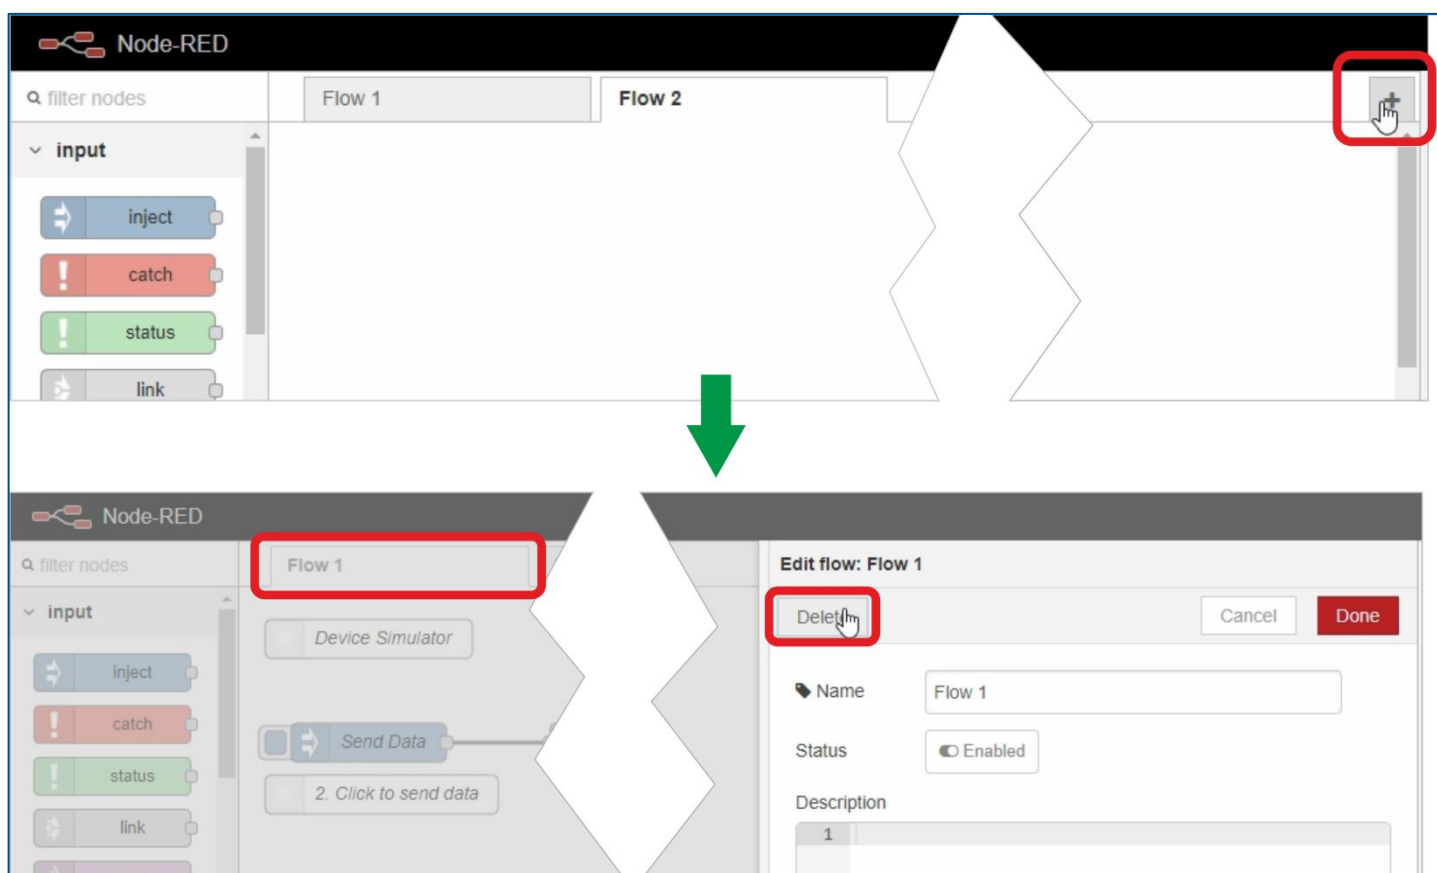 Node-RED
filter nodes
Flow 1
Flow 2
+
input
inject
catch
status
link
Node-RED
filter nodes
Flow 1
Edit flow: Flow 1
input
Cancel
Done
Device Simulator
inject
Name
Flow 1
catch
Send Data
Status
Enabled
status
2. Click to send data
Description
link
1